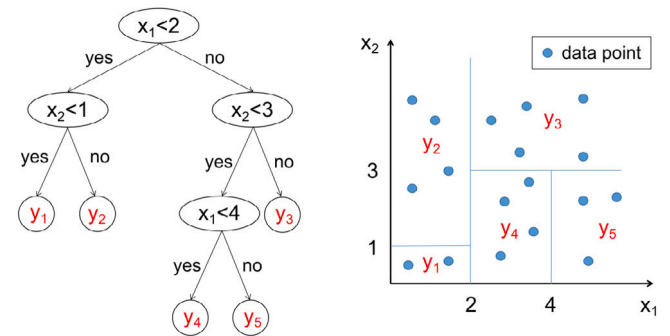 x₁<2
yes
no
x₂<1
x₂<3
yes
no
yes
no
y₁
y₂
x₁<4
y₃
yes
no
y₄
y₅
x₂
data point
y₃
y₂
3
y₄
y₅
1
y₁
2
4
x₁